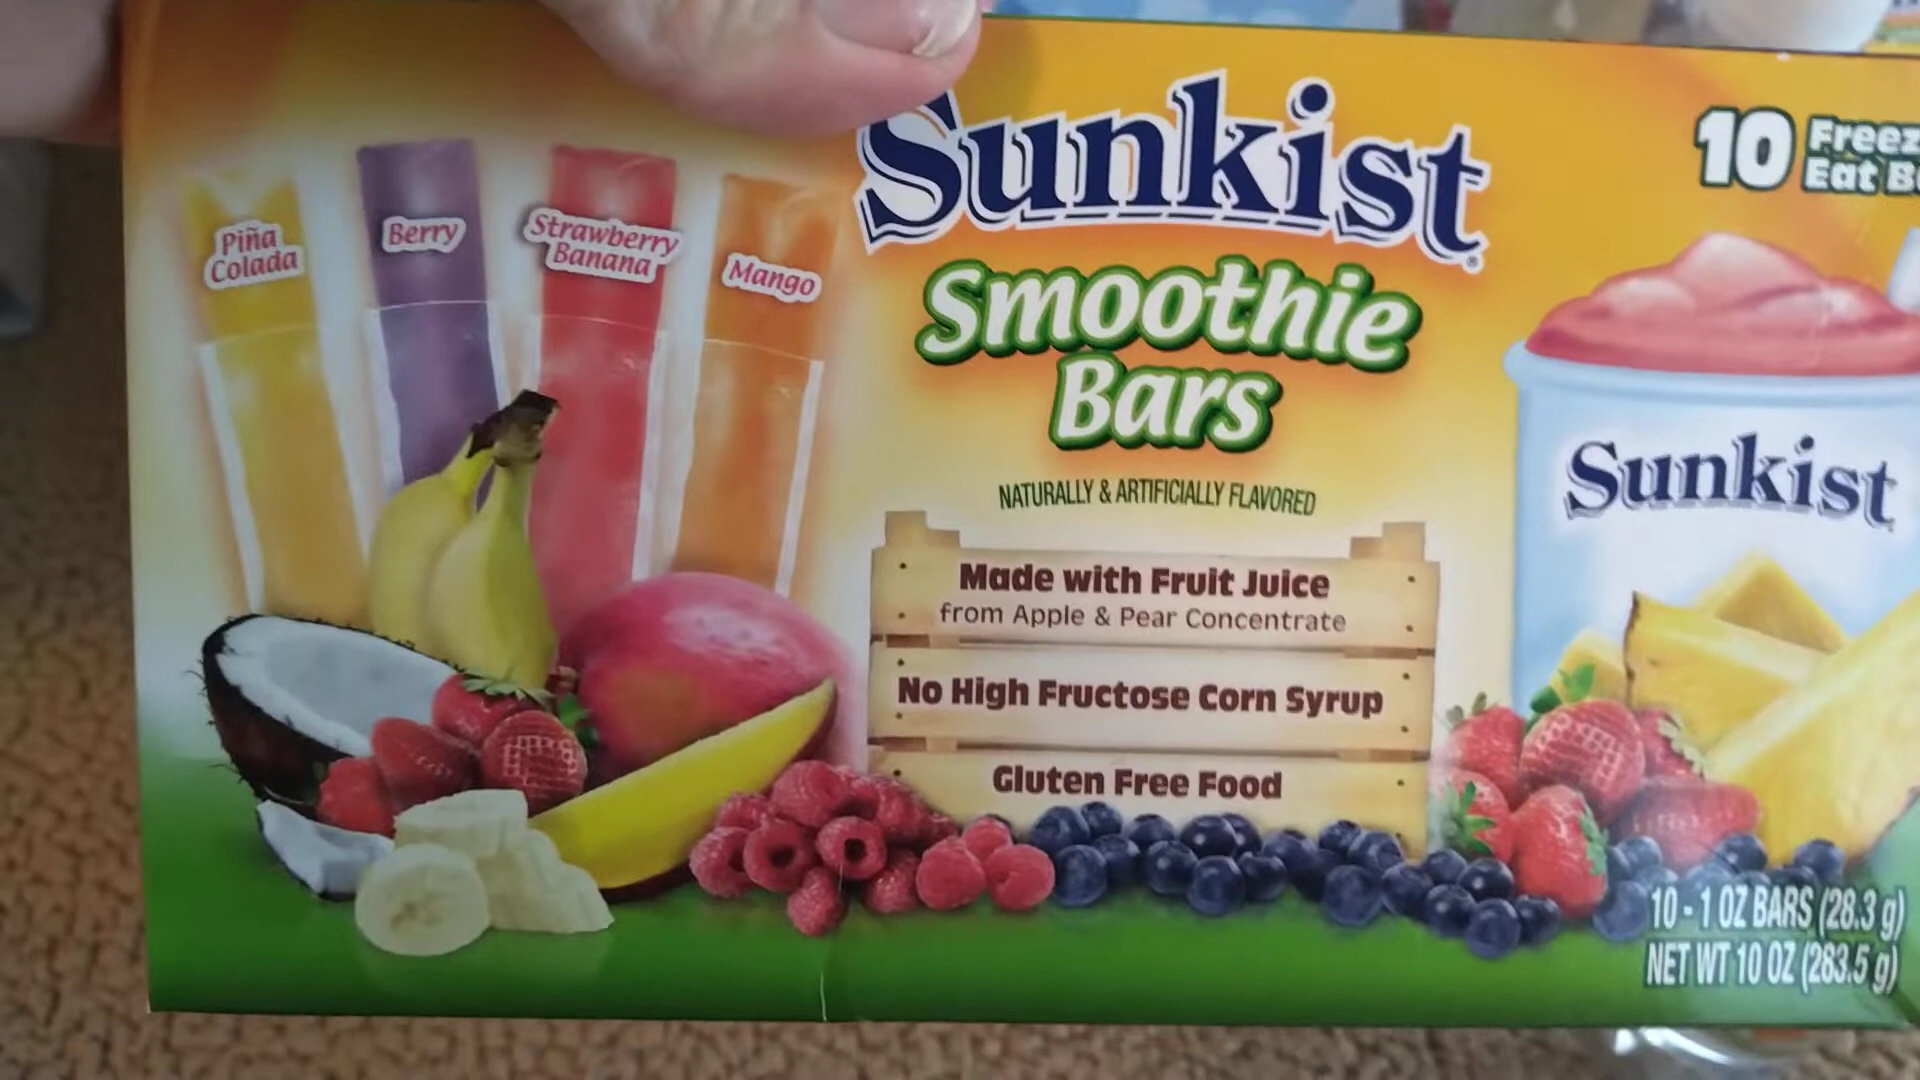 Piña
Colada
Berry
Strawberry
Banana
Mango
Sunkist®
Smoothie
Bars
NATURALLY & ARTIFICIALLY FLAVORED
Made with Fruit Juice
from Apple & Pear Concentrate
No High Fructose Corn Syrup
Gluten Free Food
10
Freez
Eat B
Sunkist
10 - 1 OZ BARS (28.3 g)
NET WT 10 OZ (283.5 g)